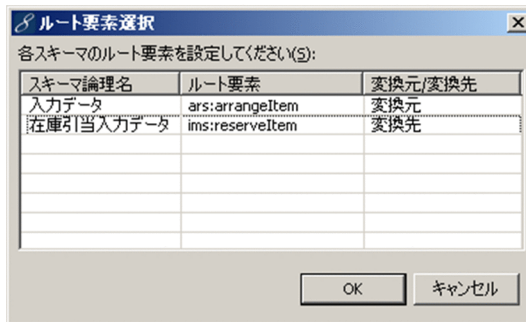 ルート要素選択
各スキーマのルート要素を設定してください(S):
スキーマ論理名 ルート要素 変換元/変換先
入力データ ars:arrangeItem 変換元
在庫引当入力データ ims:reserveItem 変換先
OK キャンセル